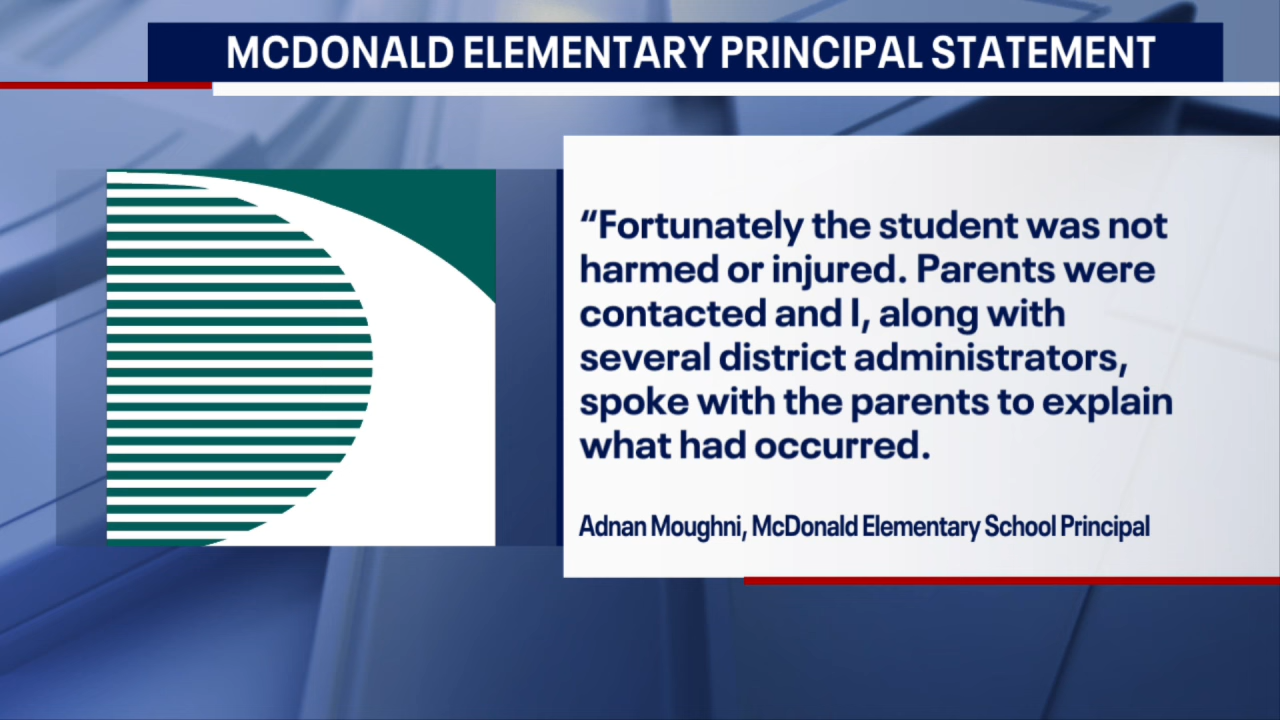 MCDONALD ELEMENTARY PRINCIPAL STATEMENT
“Fortunately the student was not
harmed or injured. Parents were
contacted and I, along with
several district administrators,
spoke with the parents to explain
what had occurred.
Adnan Moughni, McDonald Elementary School Principal